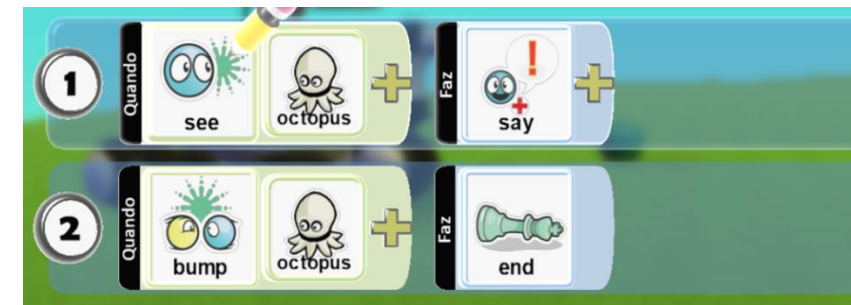 1 Quando see octopus Faz say
2 Quando bump octopus Faz end